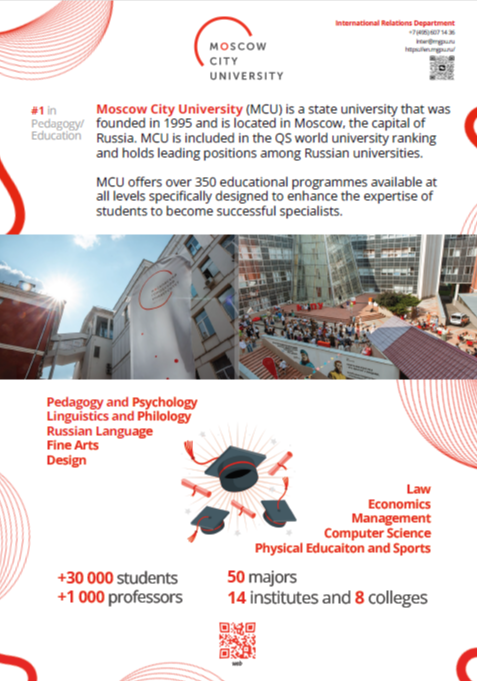 MOSCOW
CITY
UNIVERSITY
International Relations Department
+7 (495) 607 14 36
inter@mgpu.ru
https://en.mgpu.ru/
#1 in
Pedagogy/
Education
Moscow City University (MCU) is a state university that was
founded in 1995 and is located in Moscow, the capital of
Russia. MCU is included in the QS world university ranking
and holds leading positions among Russian universities.
MCU offers over 350 educational programmes available at
all levels specifically designed to enhance the expertise of
students to become successful specialists.
Pedagogy and Psychology
Linguistics and Philology
Russian Language
Fine Arts
Design
Law
Economics
Management
Computer Science
Physical Educaiton and Sports
+30 000 students
+1 000 professors
50 majors
14 institutes and 8 colleges
web